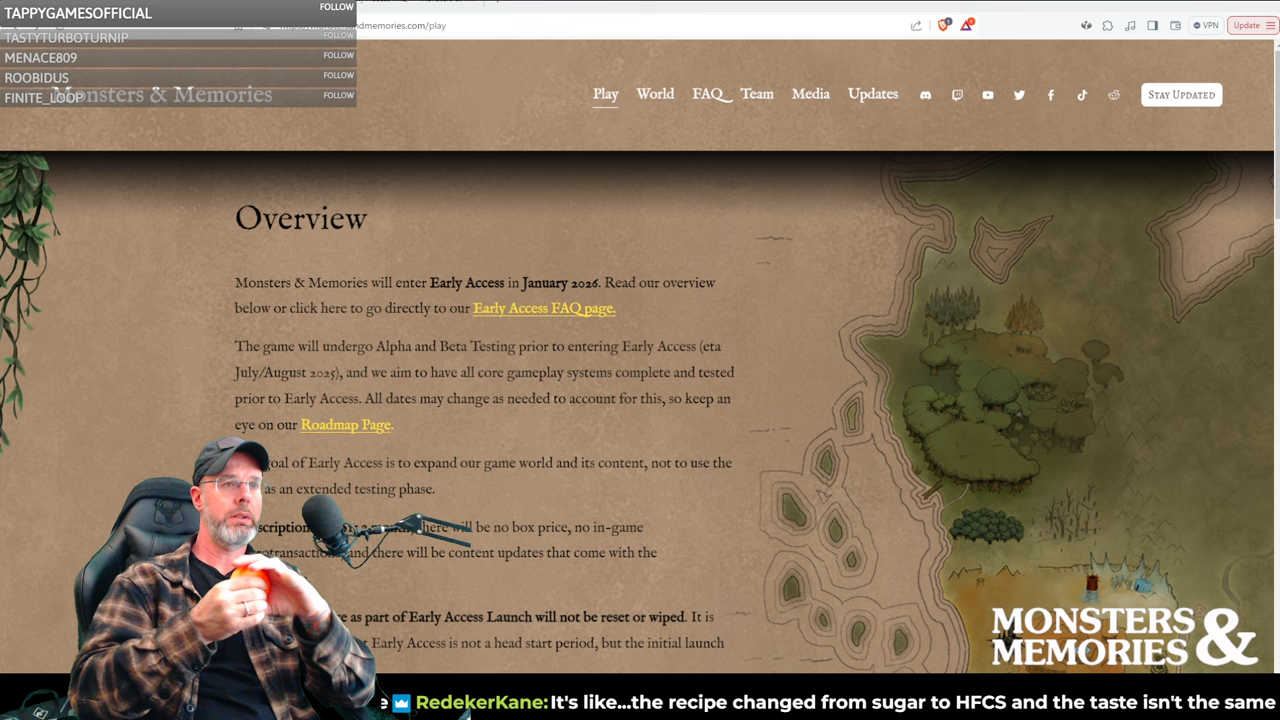 TAPPYGAMESOFFICIAL FOLLOW
TASTYTURBOTURNIP FOLLOW
MENACE809 FOLLOW
ROOBIDUS FOLLOW
FINITE_LOOP FOLLOW
ndmemories.com/play
VPN
Update
Monsters & Memories
Play World FAQ Team Media Updates
Stay Updated
Overview
Monsters & Memories will enter Early Access in January 2026. Read our overview
below or click here to go directly to our Early Access FAQ page.
The game will undergo Alpha and Beta Testing prior to entering Early Access (eta
July/August 2025), and we aim to have all core gameplay systems complete and tested
prior to Early Access. All dates may change as needed to account for this, so keep an
eye on our Roadmap Page.
goal of Early Access is to expand our game world and its content, not to use the
as an extended testing phase.
there will be no box price, no in-game
and there will be content updates that come with the
as part of Early Access Launch will not be reset or wiped. It is
Early Access is not a head start period, but the initial launch
MONSTERS &
MEMORIES
e RedekerKane: It's like...the recipe changed from sugar to HFCS and the taste isn't the same